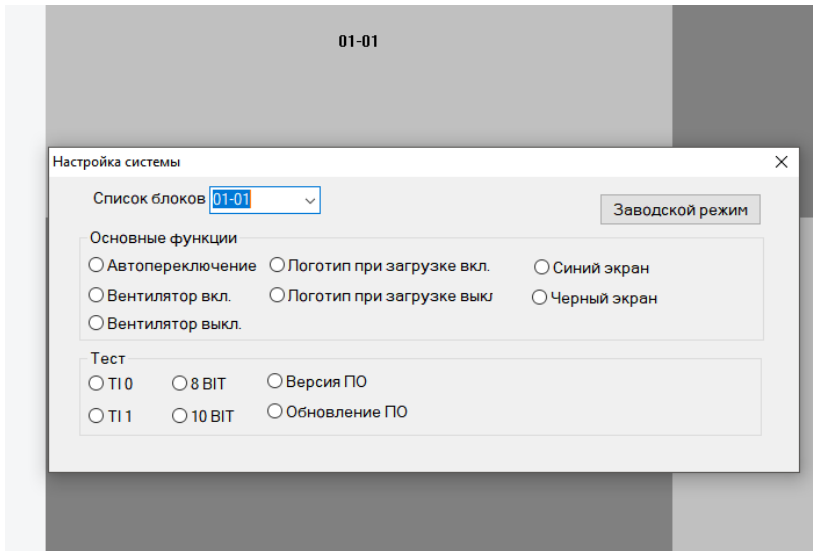 01-01
Настройка системы
Список блоков 01-01
Заводской режим
Основные функции
Автопереключение Логотип при загрузке вкл. Синий экран
Вентилятор вкл. Логотип при загрузке выкл Черный экран
Вентилятор выкл.
Тест
TI 0 8 BIT Версия ПО
TI 1 10 BIT Обновление ПО